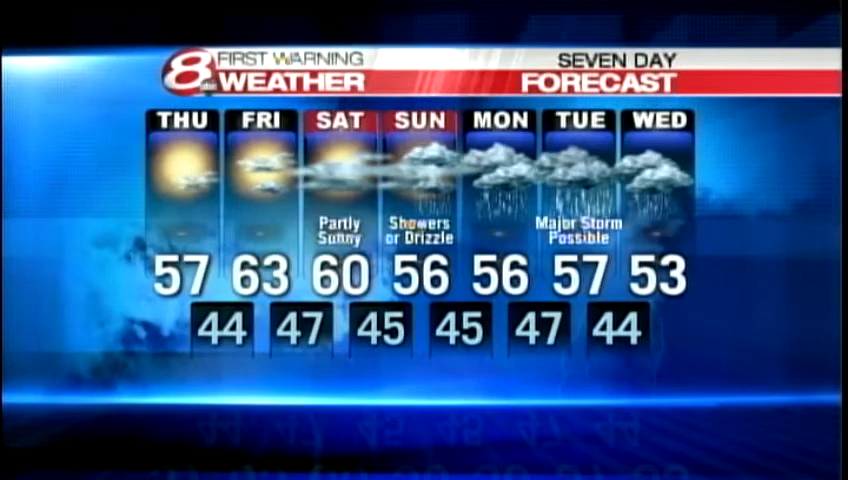 8 FIRST WARNING
WEATHER
SEVEN DAY
FORECAST
THU FRI SAT SUN MON TUE WED
Partly
Sunny
Showers
or Drizzle
Major Storm
Possible
57 63 60 56 56 57 53
44 47 45 45 47 44